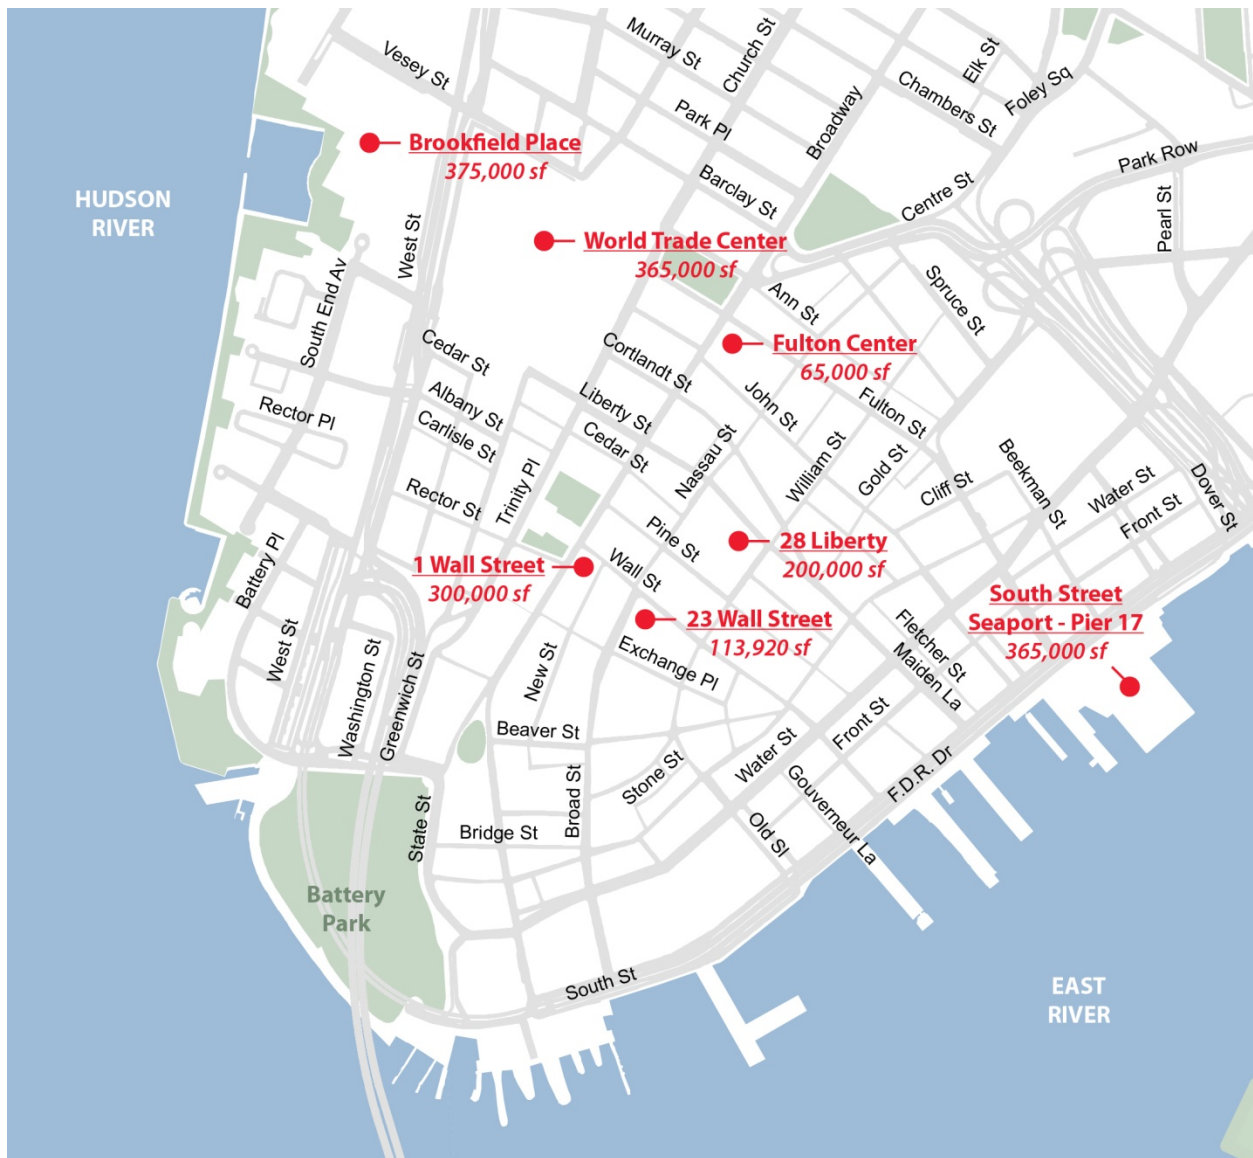 Murray St
Church St
Elk St
Vesey St
Chambers St
Foley Sq
Park Pl
Broadway
Brookfield Place
375,000 sf
Park Row
Barclay St
Centre St
HUDSON
RIVER
Pearl St
West St
World Trade Center
365,000 sf
South End Av
Ann St
Spruce St
Cedar St
Cortlandt St
Fulton Center
65,000 sf
Albany St
Liberty St
John St
Fulton St
Rector Pl
Carlisle St
Cedar St
Nassau St
William St
Gold St
Cliff St
Beekman St
Water St
Dover St
Front St
Rector St
Trinity Pl
Pine St
28 Liberty
200,000 sf
Battery Pl
1 Wall Street
300,000 sf
Wall St
23 Wall Street
113,920 sf
South Street
Seaport - Pier 17
365,000 sf
Fletcher St
Maiden La
West St
Washington St
Greenwich St
New St
Exchange Pl
Beaver St
Front St
Water St
Stone St
Gouverneur La
F.D.R. Dr
State St
Bridge St
Broad St
Old Sl
Battery
Park
South St
EAST
RIVER